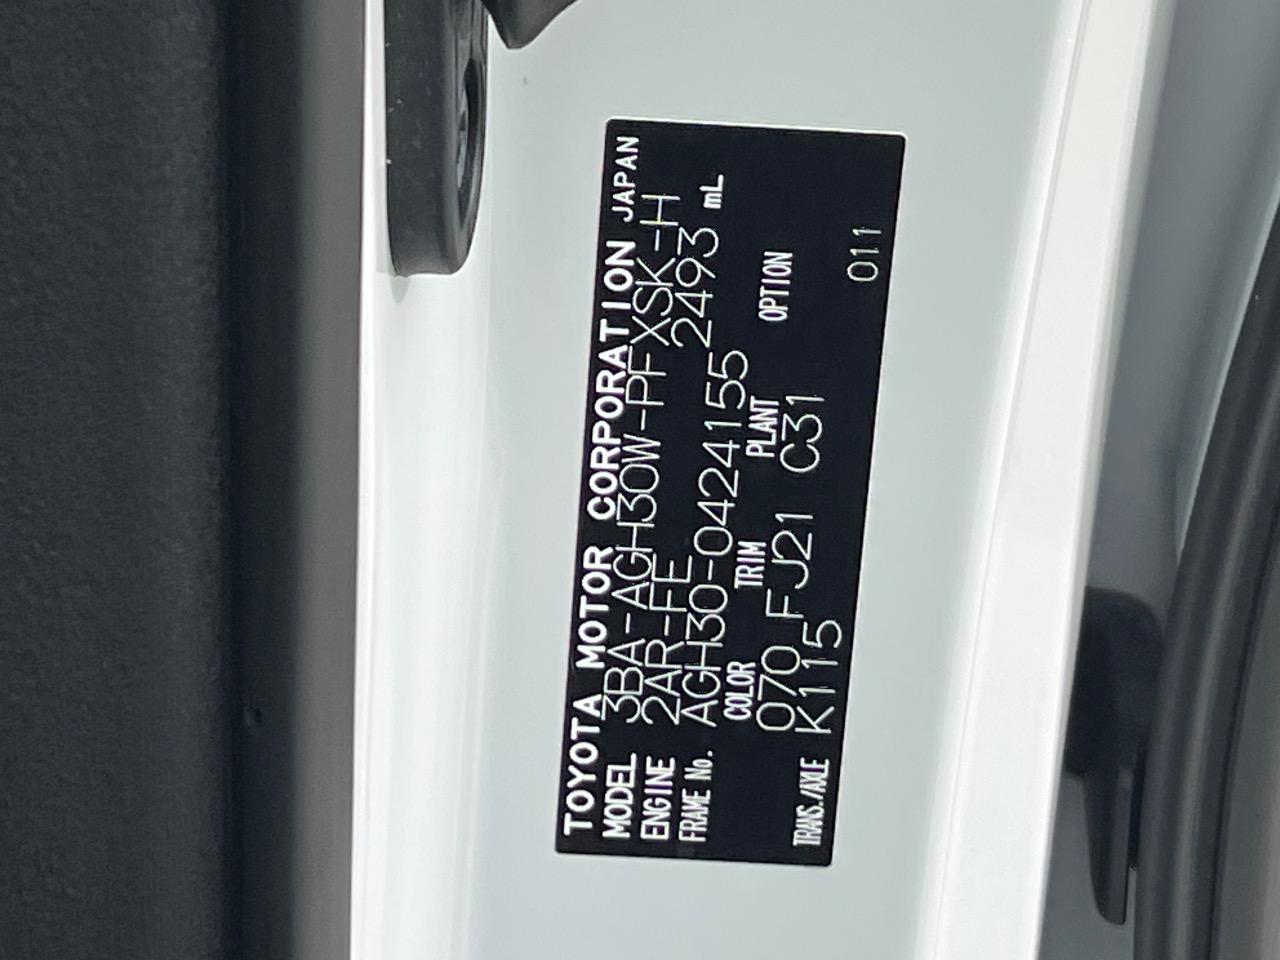 TOYOTA MOTOR CORPORATION JAPAN
MODEL 3BA-AGH30W-PFXSK-H
ENGINE 2AR-FE 2493 mL
FRAME No. AGH30-0424155
COLOR TRIM PLANT OPTION
070 FJ21 C31
TRANS./AXLE K115 011